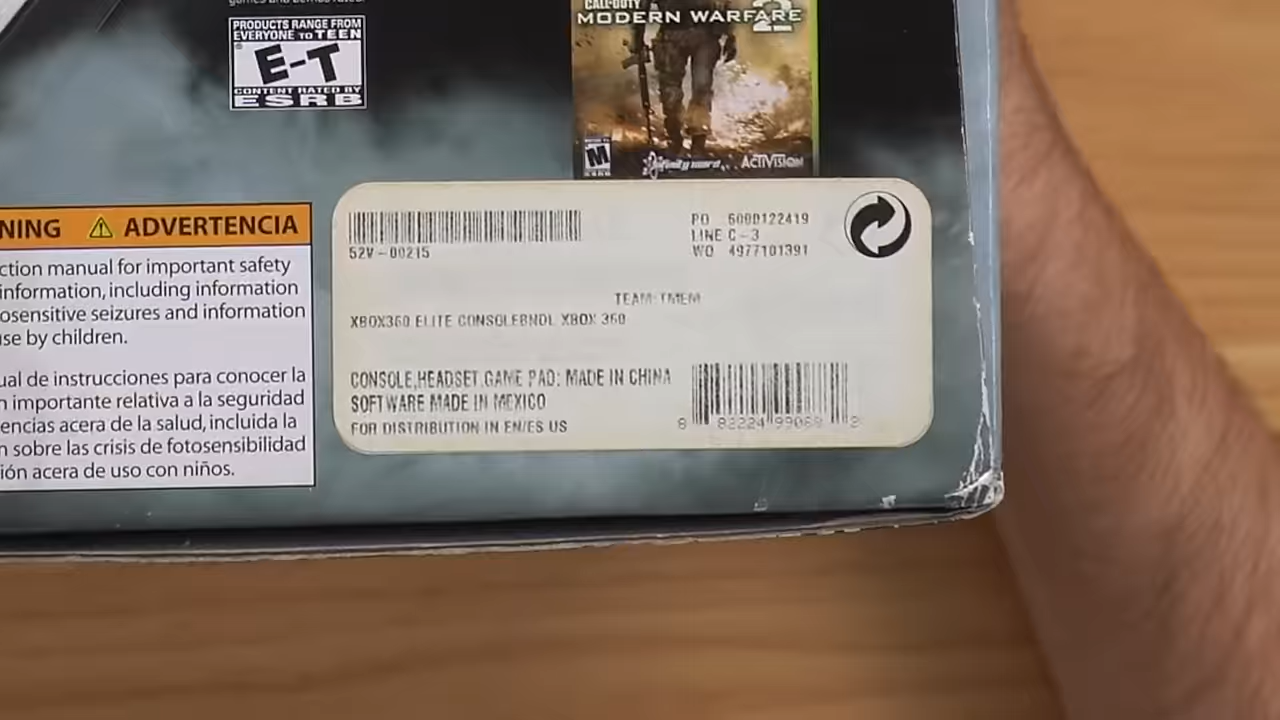 PRODUCTS RANGE FROM
EVERYONE TO TEEN
E-T
CONTENT RATED BY
ESRB
CALL·DUTY
MODERN WARFARE
2
M
ESRB
Infinity Ward
ACTIVISION
NING ⚠ ADVERTENCIA
ction manual for important safety
information, including information
osensitive seizures and information
se by children.
ual de instrucciones para conocer la
n importante relativa a la seguridad
encias acera de la salud, incluida la
n sobre las crisis de fotosensibilidad
ión acera de uso con niños.
52V-00215
PO 6000122419
LINE C-3
WO 4977101391
TEAM:TMEM
XBOX360 ELITE CONSOLEBNDL XBOX 360
CONSOLE,HEADSET,GAME PAD: MADE IN CHINA
SOFTWARE MADE IN MEXICO
FOR DISTRIBUTION IN EN/ES US